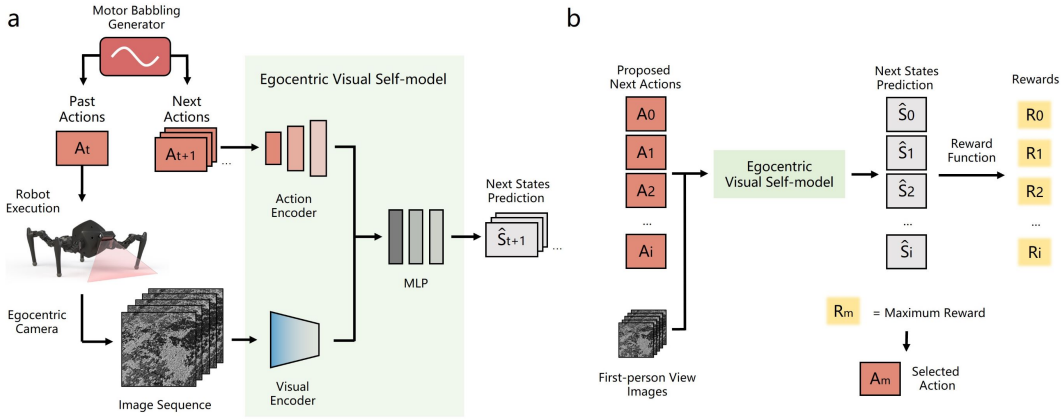 a
Motor Babbling
Generator
Past
Actions
Next
Actions
At
At+1
...
Robot
Execution
Egocentric
Camera
Image Sequence
Egocentric Visual Self-model
Action
Encoder
Visual
Encoder
MLP
Next States
Prediction
Ŝt+1
...
b
Proposed
Next Actions
A0
A1
A2
...
Ai
First-person View
Images
Egocentric
Visual Self-model
Next States
Prediction
Ŝ0
Ŝ1
Ŝ2
...
Ŝi
Reward
Function
Rewards
R0
R1
R2
...
Ri
Rm = Maximum Reward
Am
Selected
Action